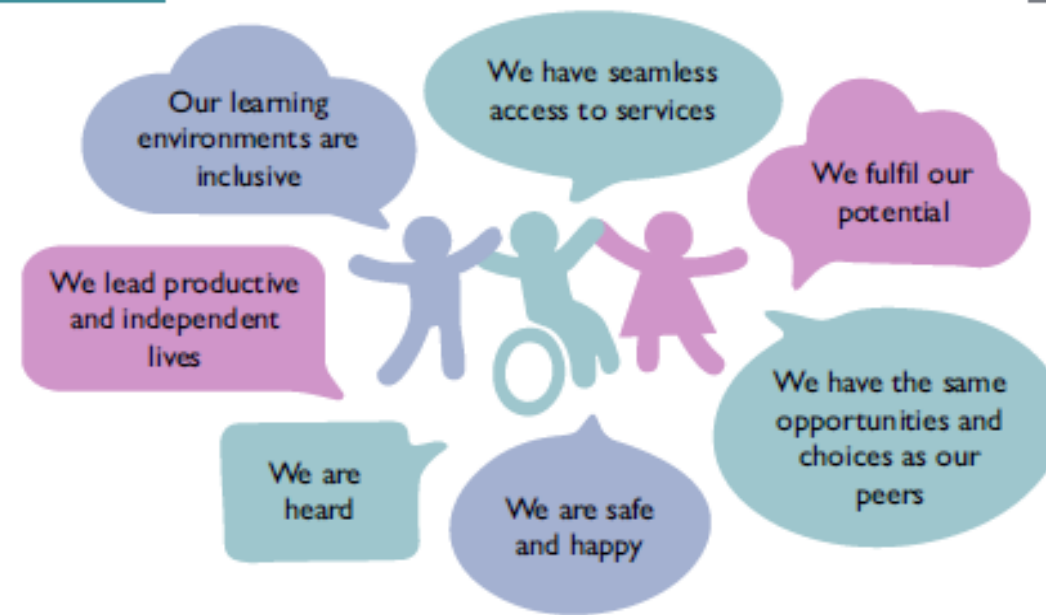 Our learning
environments are
inclusive
We have seamless
access to services
We fulfil our
potential
We lead productive
and independent
lives
We have the same
opportunities and
choices as our
peers
We are
heard
We are safe
and happy